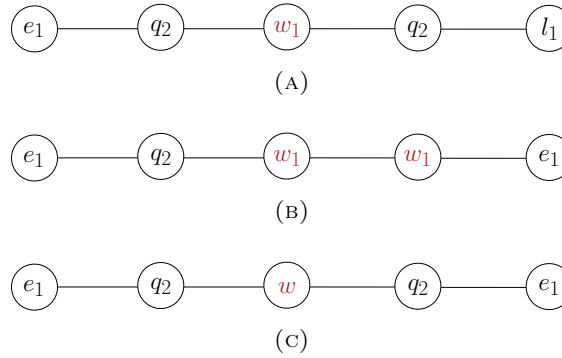 e₁ q₂ w₁ q₂ l₁
(A)
e₁ q₂ w₁ w₁ e₁
(B)
e₁ q₂ w q₂ e₁
(C)